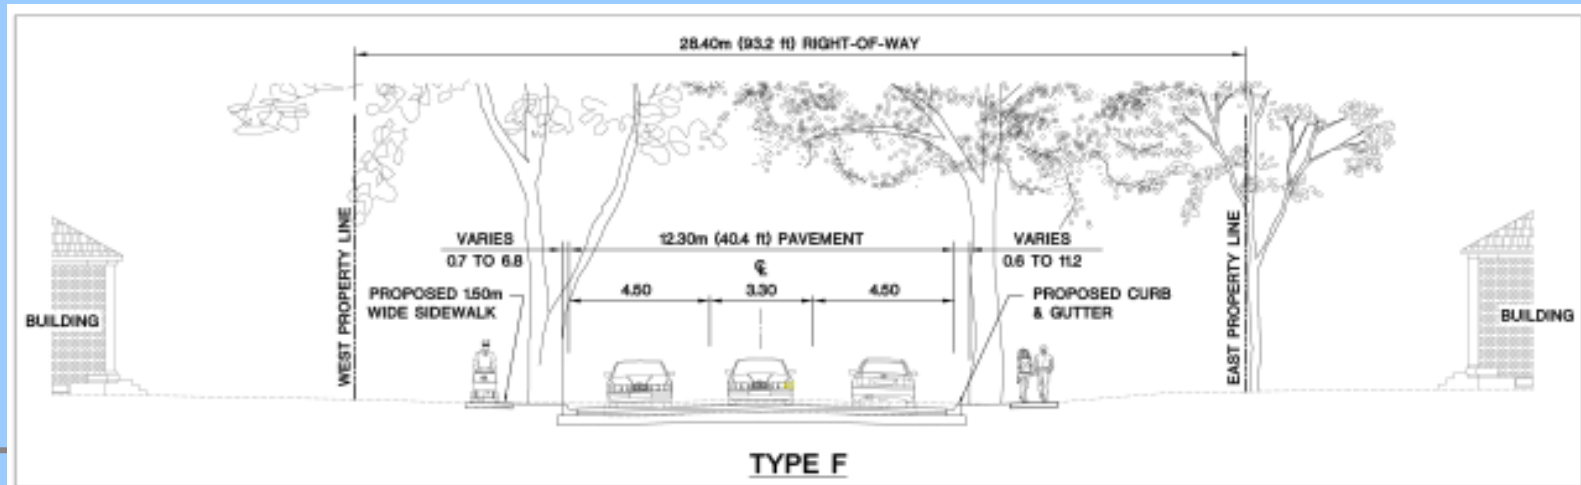 28.40m (93.2 ft) RIGHT-OF-WAY
WEST PROPERTY LINE
EAST PROPERTY LINE
VARIES
0.7 TO 6.8
12.30m (40.4 ft) PAVEMENT
VARIES
0.6 TO 11.2
℄
4.50
3.30
4.50
PROPOSED 1.50m
WIDE SIDEWALK
PROPOSED CURB
& GUTTER
BUILDING
BUILDING
TYPE F